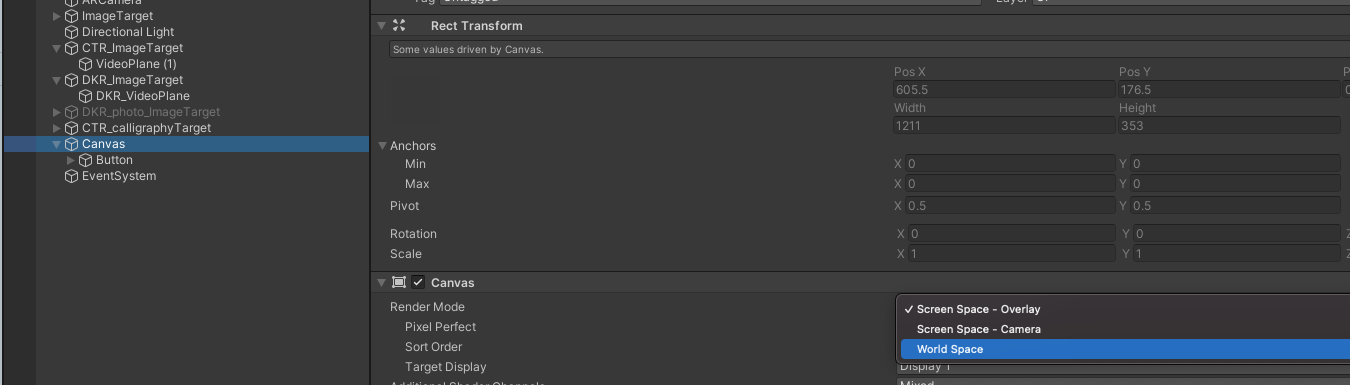 ARCamera
Tag Untagged Layer UI
ImageTarget
Rect Transform
Directional Light
CTR_ImageTarget
Some values driven by Canvas.
VideoPlane (1)
Pos X Pos Y
DKR_ImageTarget
605.5 176.5
DKR_VideoPlane
Width Height
DKR_photo_ImageTarget
1211 353
CTR_calligraphyTarget
Canvas
Anchors
Button
Min X 0 Y 0
EventSystem
Max X 0 Y 0
Pivot X 0.5 Y 0.5
Rotation X 0 Y 0 Z
Scale X 1 Y 1 Z
Canvas
Render Mode
Screen Space - Overlay
Pixel Perfect
Screen Space - Camera
Sort Order
World Space
Target Display Display 1
Additional Shader Channels Mixed